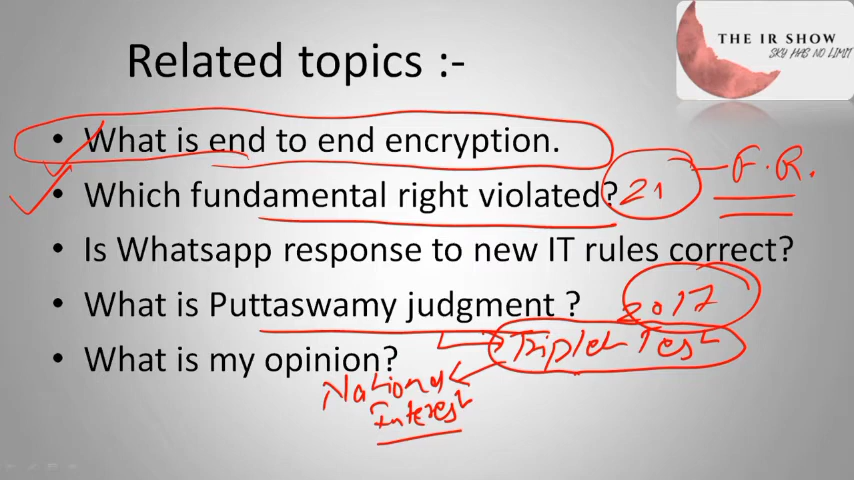 THE IR SHOW
SKY HAS NO LIMIT
Related topics :-
• What is end to end encryption.
• Which fundamental right violated? 21 F.R.
• Is Whatsapp response to new IT rules correct?
• What is Puttaswamy judgment ? 2017
Test
• What is my opinion?
National
Interest